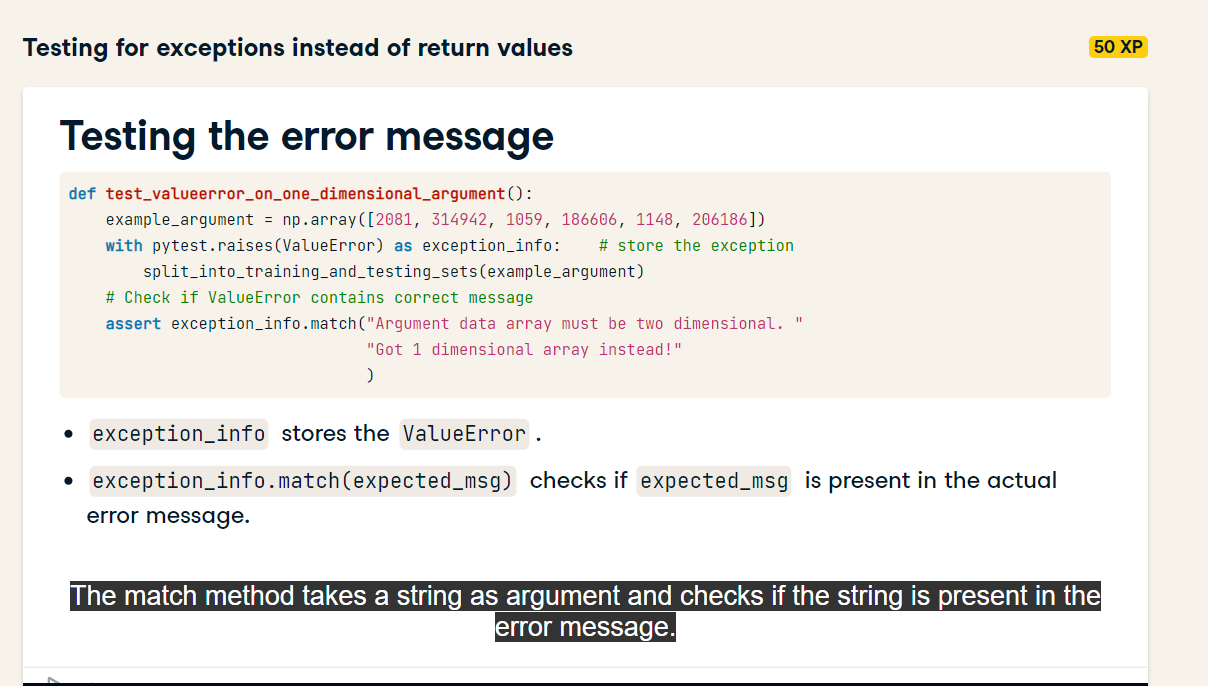 Testing for exceptions instead of return values
50 XP
Testing the error message
def test_valueerror_on_one_dimensional_argument():
    example_argument = np.array([2081, 314942, 1059, 186606, 1148, 206186])
    with pytest.raises(ValueError) as exception_info:    # store the exception
        split_into_training_and_testing_sets(example_argument)
    # Check if ValueError contains correct message
    assert exception_info.match("Argument data array must be two dimensional. "
                                "Got 1 dimensional array instead!"
                                )
• exception_info stores the ValueError .
• exception_info.match(expected_msg) checks if expected_msg is present in the actual
error message.
The match method takes a string as argument and checks if the string is present in the
error message.